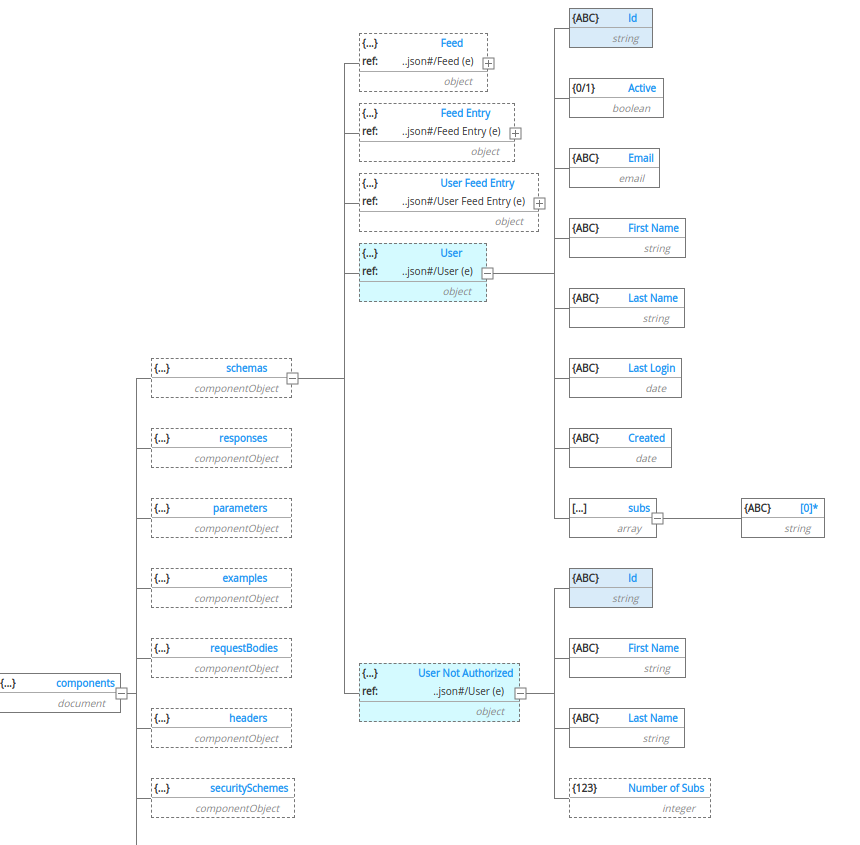 {ABC} Id
string
{...} Feed
ref: ..json#/Feed (e)
object
{0/1} Active
boolean
{...} Feed Entry
ref: ..json#/Feed Entry (e)
object
{ABC} Email
email
{...} User Feed Entry
ref: ..json#/User Feed Entry (e)
object
{ABC} First Name
string
{...} User
ref: ..json#/User (e)
object
{ABC} Last Name
string
{...} schemas
componentObject
{ABC} Last Login
date
{...} responses
componentObject
{ABC} Created
date
{...} parameters
componentObject
[...] subs
array
{ABC} [0]*
string
{...} examples
componentObject
{ABC} Id
string
{...} requestBodies
componentObject
{ABC} First Name
string
{...} components
document
{...} User Not Authorized
ref: ..json#/User (e)
object
{...} headers
componentObject
{ABC} Last Name
string
{...} securitySchemes
componentObject
{123} Number of Subs
integer